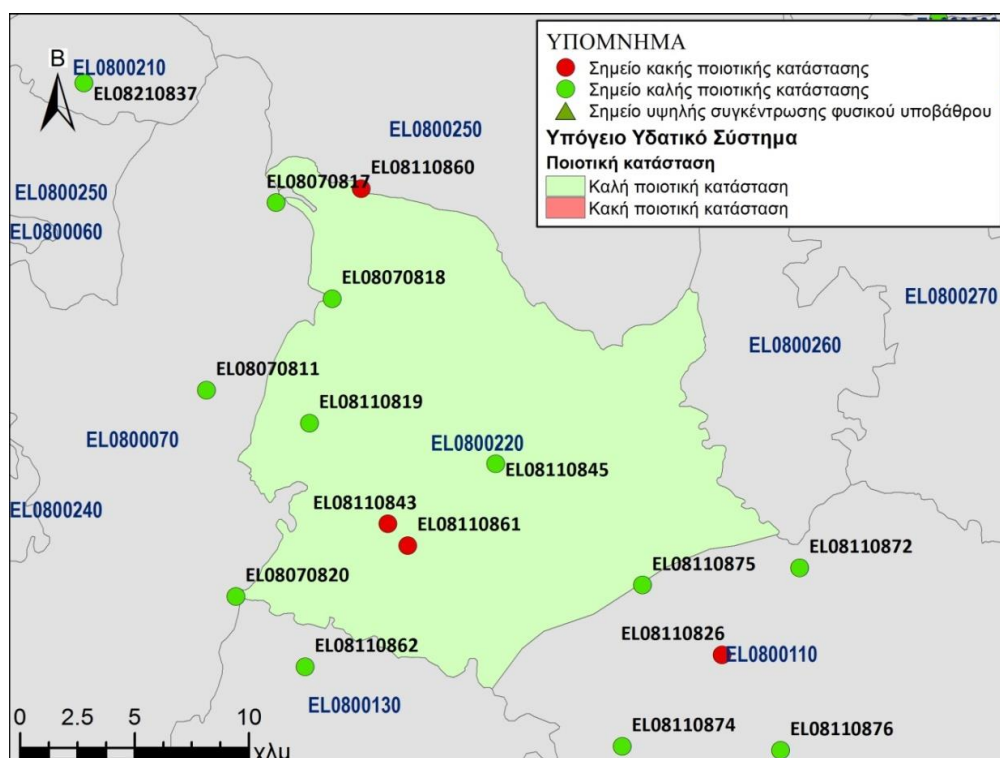 ΥΠΟΜΝΗΜΑ
Σημείο κακής ποιοτικής κατάστασης
Σημείο καλής ποιοτικής κατάστασης
Σημείο υψηλής συγκέντρωσης φυσικού υποβάθρου
Υπόγειο Υδατικό Σύστημα
Ποιοτική κατάσταση
Καλή ποιοτική κατάσταση
Κακή ποιοτική κατάσταση
Β
EL0800210
EL08210837
EL0800250
EL08110860
EL08070817
EL0800250
EL0800060
EL08070818
EL0800270
EL0800260
EL08070811
EL08110819
EL0800070
EL0800220
EL08110845
EL08110843
EL0800240
EL08110861
EL08110872
EL08110875
EL08070820
EL08110826
EL08110862
EL0800110
EL0800130
EL08110874
EL08110876
0 2.5 5 10
χλμ